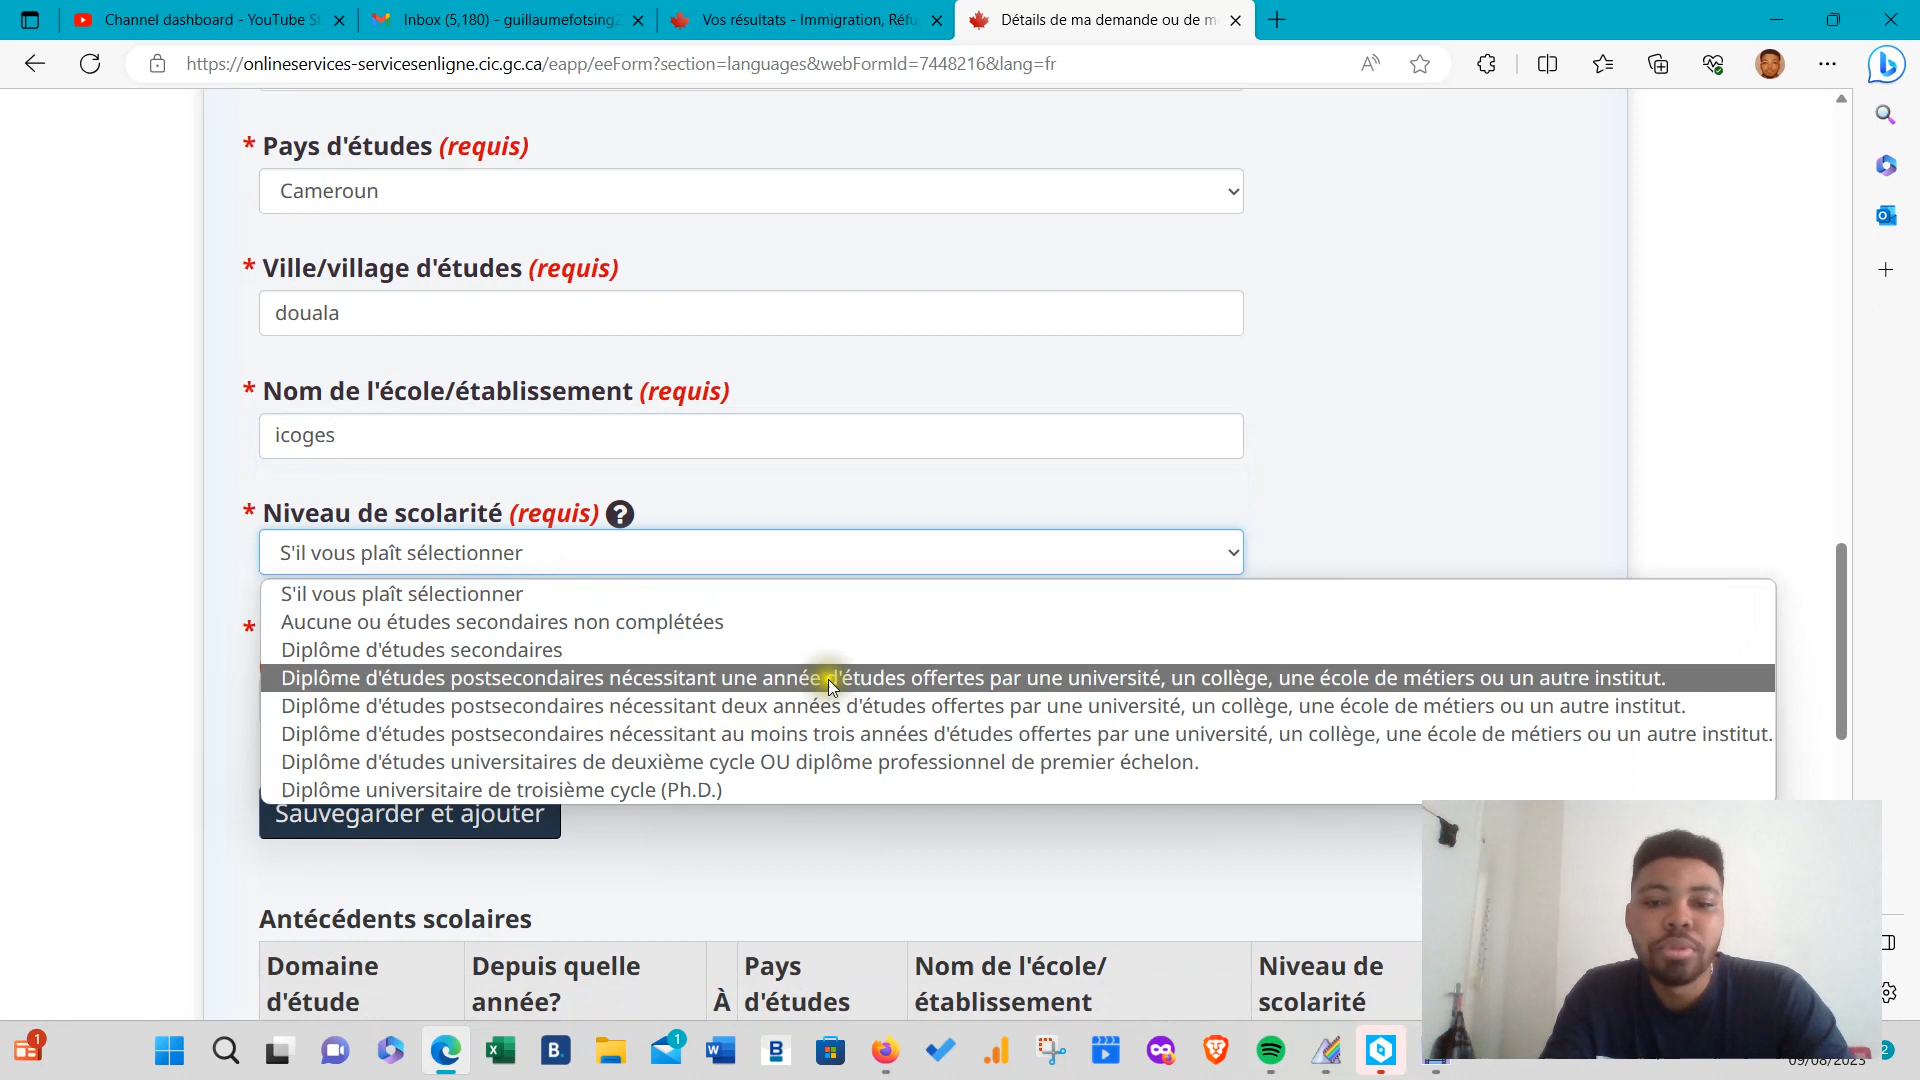 Channel dashboard - YouTube St
Inbox (5,180) - guillaumefotsing
Vos résultats - Immigration, Réfu
Détails de ma demande ou de m
https://onlineservices-servicesenligne.cic.gc.ca/eapp/eeForm?section=languages&webFormId=7448216&lang=fr
* Pays d'études (requis)
Cameroun
* Ville/village d'études (requis)
douala
* Nom de l'école/établissement (requis)
icoges
* Niveau de scolarité (requis) ?
S'il vous plaît sélectionner
S'il vous plaît sélectionner
Aucune ou études secondaires non complétées
*
Diplôme d'études secondaires
Diplôme d'études postsecondaires nécessitant une année d'études offertes par une université, un collège, une école de métiers ou un autre institut.
Diplôme d'études postsecondaires nécessitant deux années d'études offertes par une université, un collège, une école de métiers ou un autre institut.
Diplôme d'études postsecondaires nécessitant au moins trois années d'études offertes par une université, un collège, une école de métiers ou un autre institut.
Diplôme d'études universitaires de deuxième cycle OU diplôme professionnel de premier échelon.
Diplôme universitaire de troisième cycle (Ph.D.)
Sauvegarder et ajouter
Antécédents scolaires
Domaine d'étude
Depuis quelle année?
À
Pays d'études
Nom de l'école/ établissement
Niveau de scolarité
1
1
09/08/2023
2